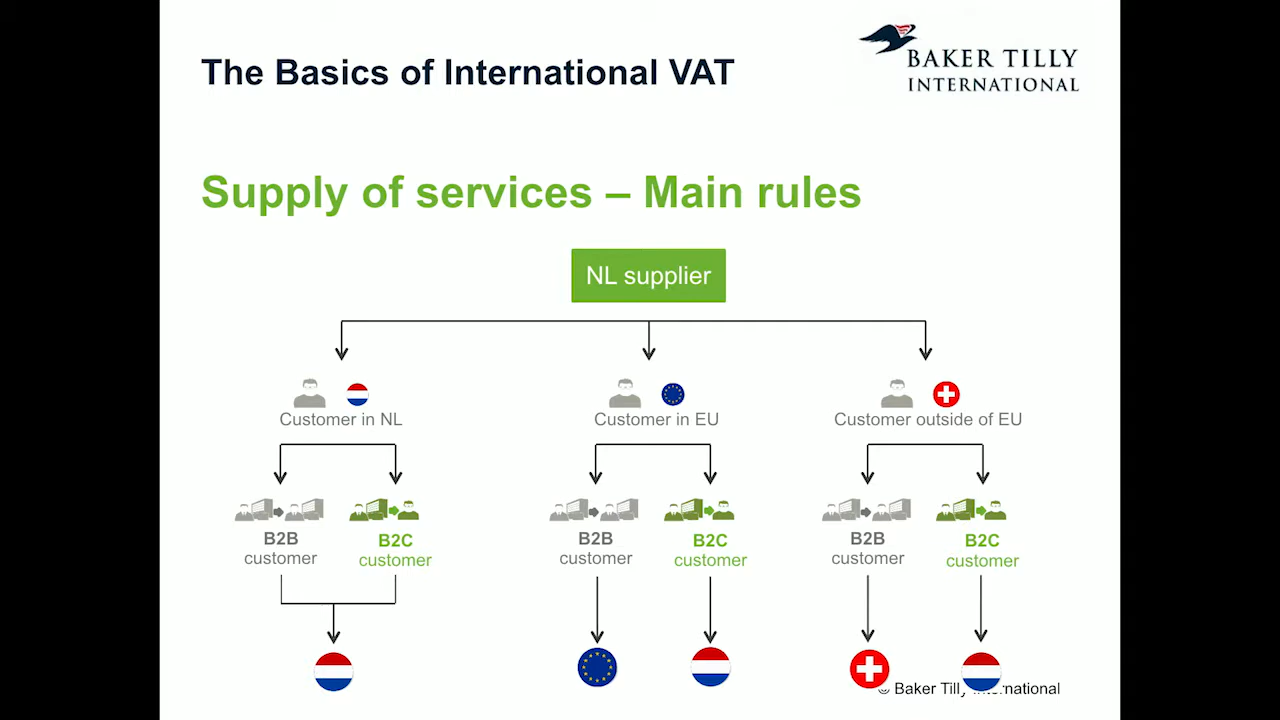 The Basics of International VAT
BAKER TILLY
INTERNATIONAL
Supply of services – Main rules
NL supplier
Customer in NL
Customer in EU
Customer outside of EU
B2B
customer
B2C
customer
B2B
customer
B2C
customer
B2B
customer
B2C
customer
© Baker Tilly International